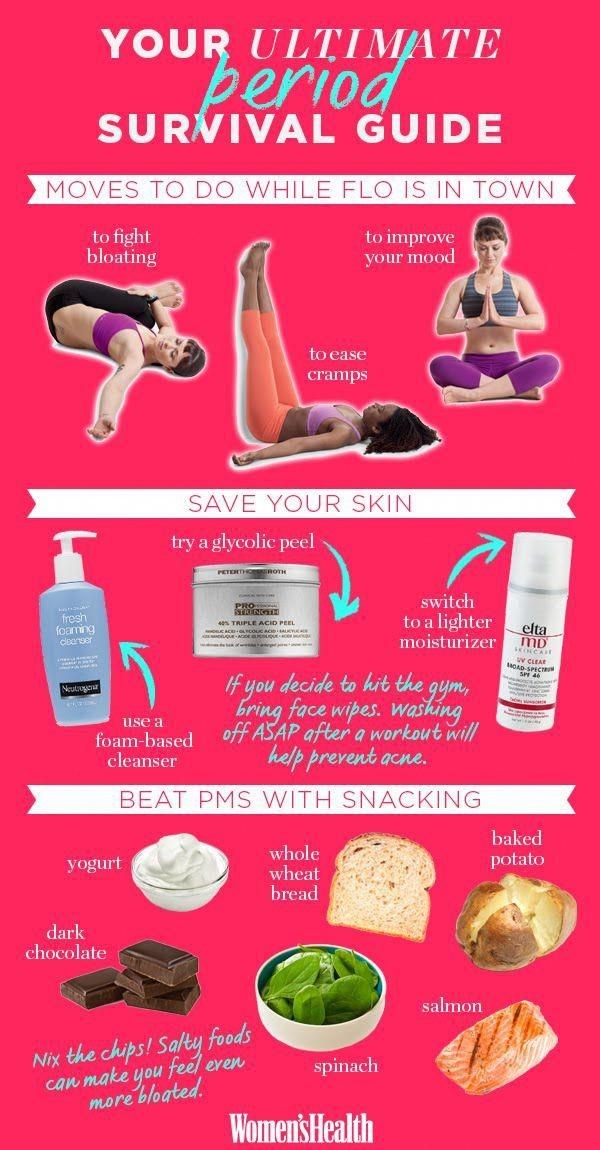 YOUR ULTIMATE
period
SURVIVAL GUIDE
MOVES TO DO WHILE FLO IS IN TOWN
to fight
bloating
to improve
your mood
to ease
cramps
SAVE YOUR SKIN
try a glycolic peel
fresh
foaming
cleanser
Neutrogena
PETER THOMAS ROTH
CLINICAL SKIN CARE
PROFESSIONAL
STRENGTH
40% TRIPLE ACID PEEL
switch
to a lighter
moisturizer
elta
MD
SKINCARE
UV CLEAR
BROAD-SPECTRUM
SPF 46
use a
foam-based
cleanser
If you decide to hit the gym,
bring face wipes. Washing
off ASAP after a workout will
help prevent acne.
BEAT PMS WITH SNACKING
yogurt
whole
wheat
bread
baked
potato
dark
chocolate
spinach
salmon
Nix the chips! Salty foods
can make you feel even
more bloated.
Women'sHealth